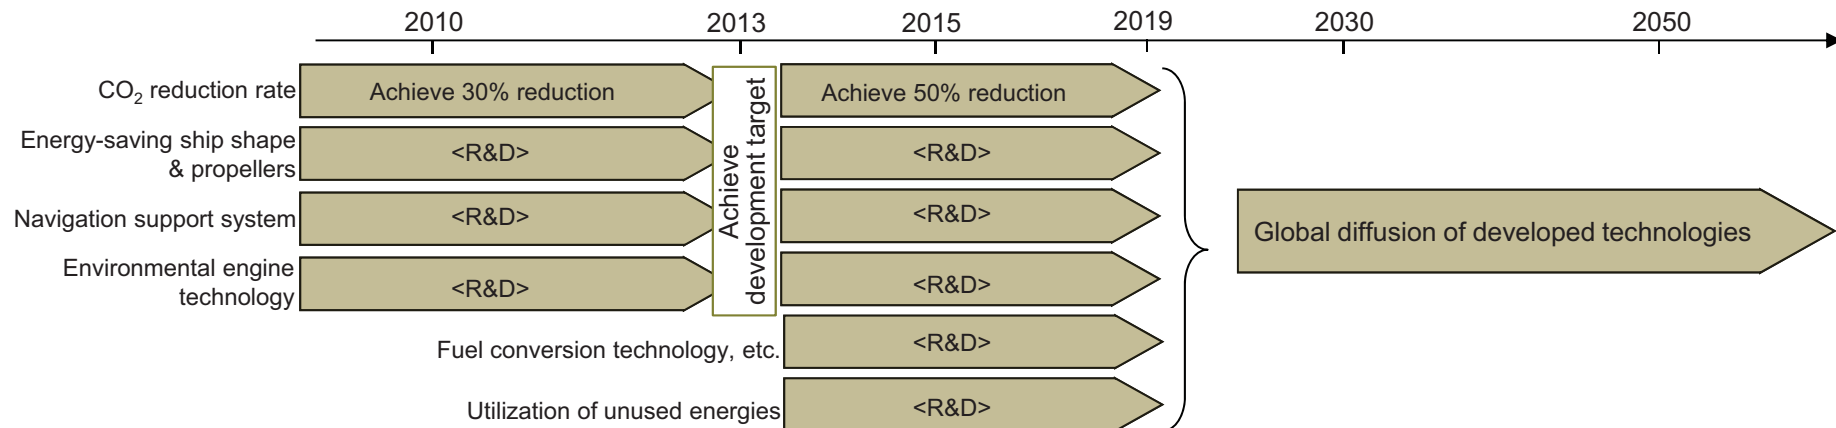 2010
2013
2015
2019
2030
2050
CO2 reduction rate
Achieve 30% reduction
Achieve
development target
Achieve 50% reduction
Energy-saving ship shape
& propellers
<R&D>
<R&D>
Navigation support system
<R&D>
<R&D>
Global diffusion of developed technologies
Environmental engine
technology
<R&D>
<R&D>
Fuel conversion technology, etc.
<R&D>
Utilization of unused energies
<R&D>